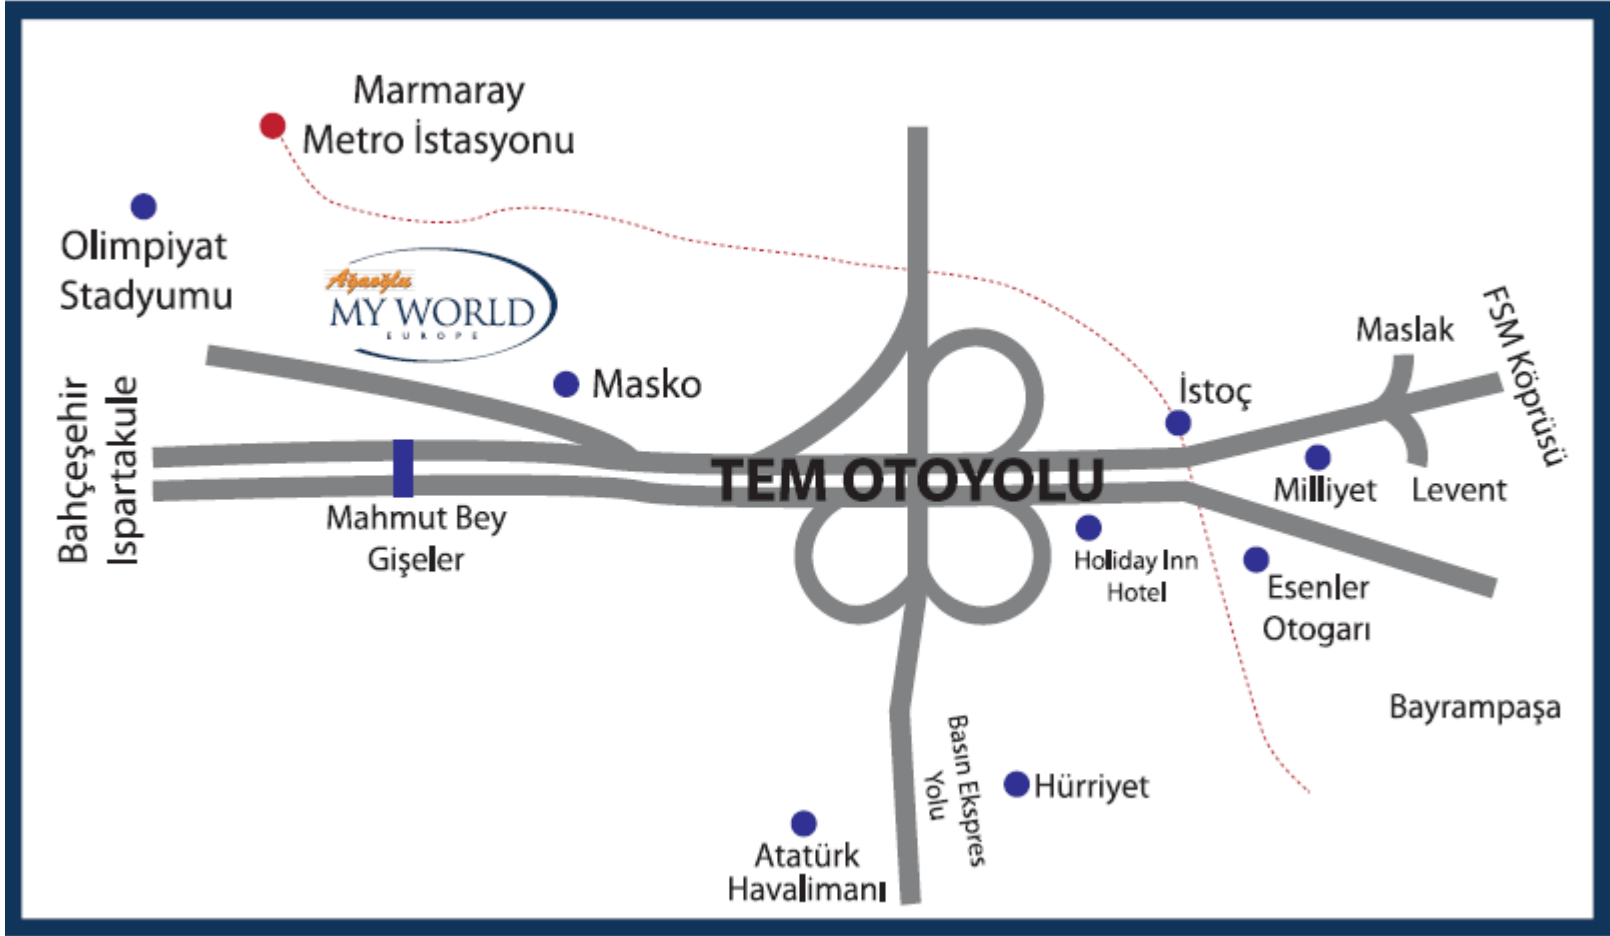 Marmaray
Metro İstasyonu
Olimpiyat
Stadyumu
Ağaoğlu
MY WORLD
EUROPE
Masko
Bahçeşehir
Ispartakule
Mahmut Bey
Gişeler
TEM OTOYOLU
İstoç
Maslak
FSM Köprüsü
Milliyet
Levent
Holiday Inn
Hotel
Esenler
Otogarı
Bayrampaşa
Basın Ekspres
Yolu
Hürriyet
Atatürk
Havalimanı